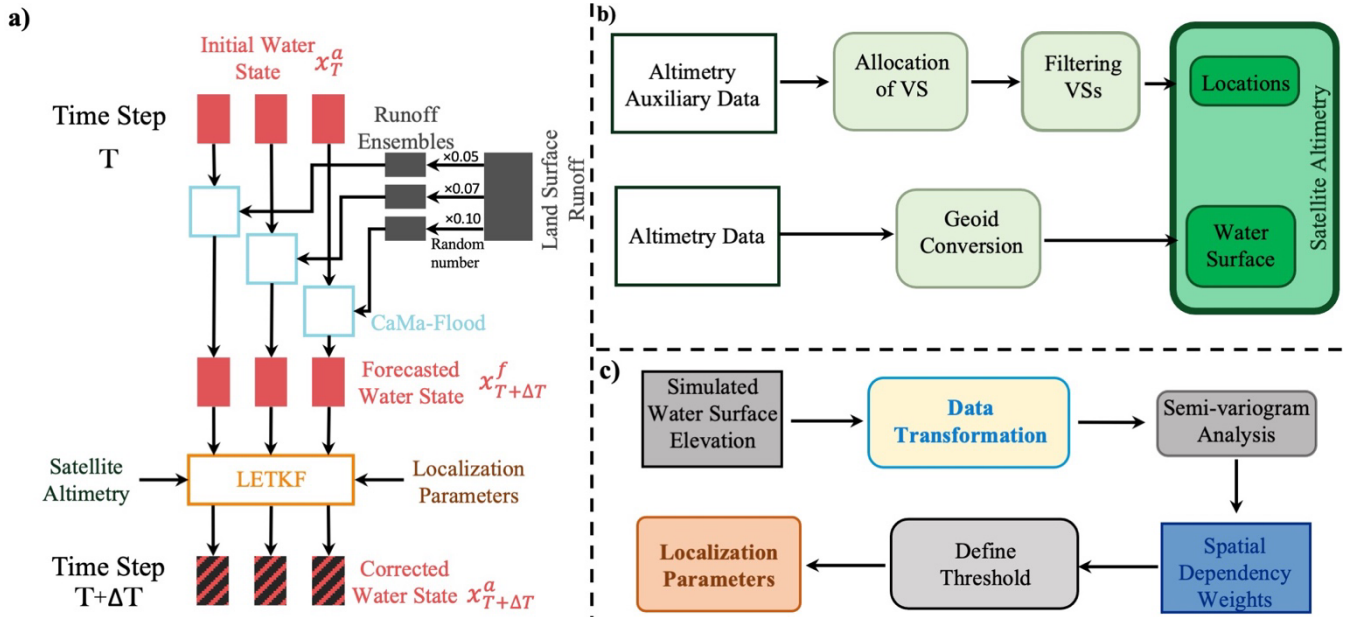 a)
Initial Water
State x_T^a
Time Step
T
Runoff
Ensembles
×0.05
×0.07
×0.10
Random
number
Land Surface
Runoff
CaMa-Flood
Forecasted
Water State x_{T+ΔT}^f
Satellite
Altimetry
LETKF
Localization
Parameters
Time Step
T+ΔT
Corrected
Water State x_{T+ΔT}^a
b)
Altimetry
Auxiliary Data
Allocation
of VS
Filtering
VSs
Locations
Altimetry Data
Geoid
Conversion
Water
Surface
Satellite Altimetry
c)
Simulated
Water Surface
Elevation
Data
Transformation
Semi-variogram
Analysis
Localization
Parameters
Define
Threshold
Spatial
Dependency
Weights